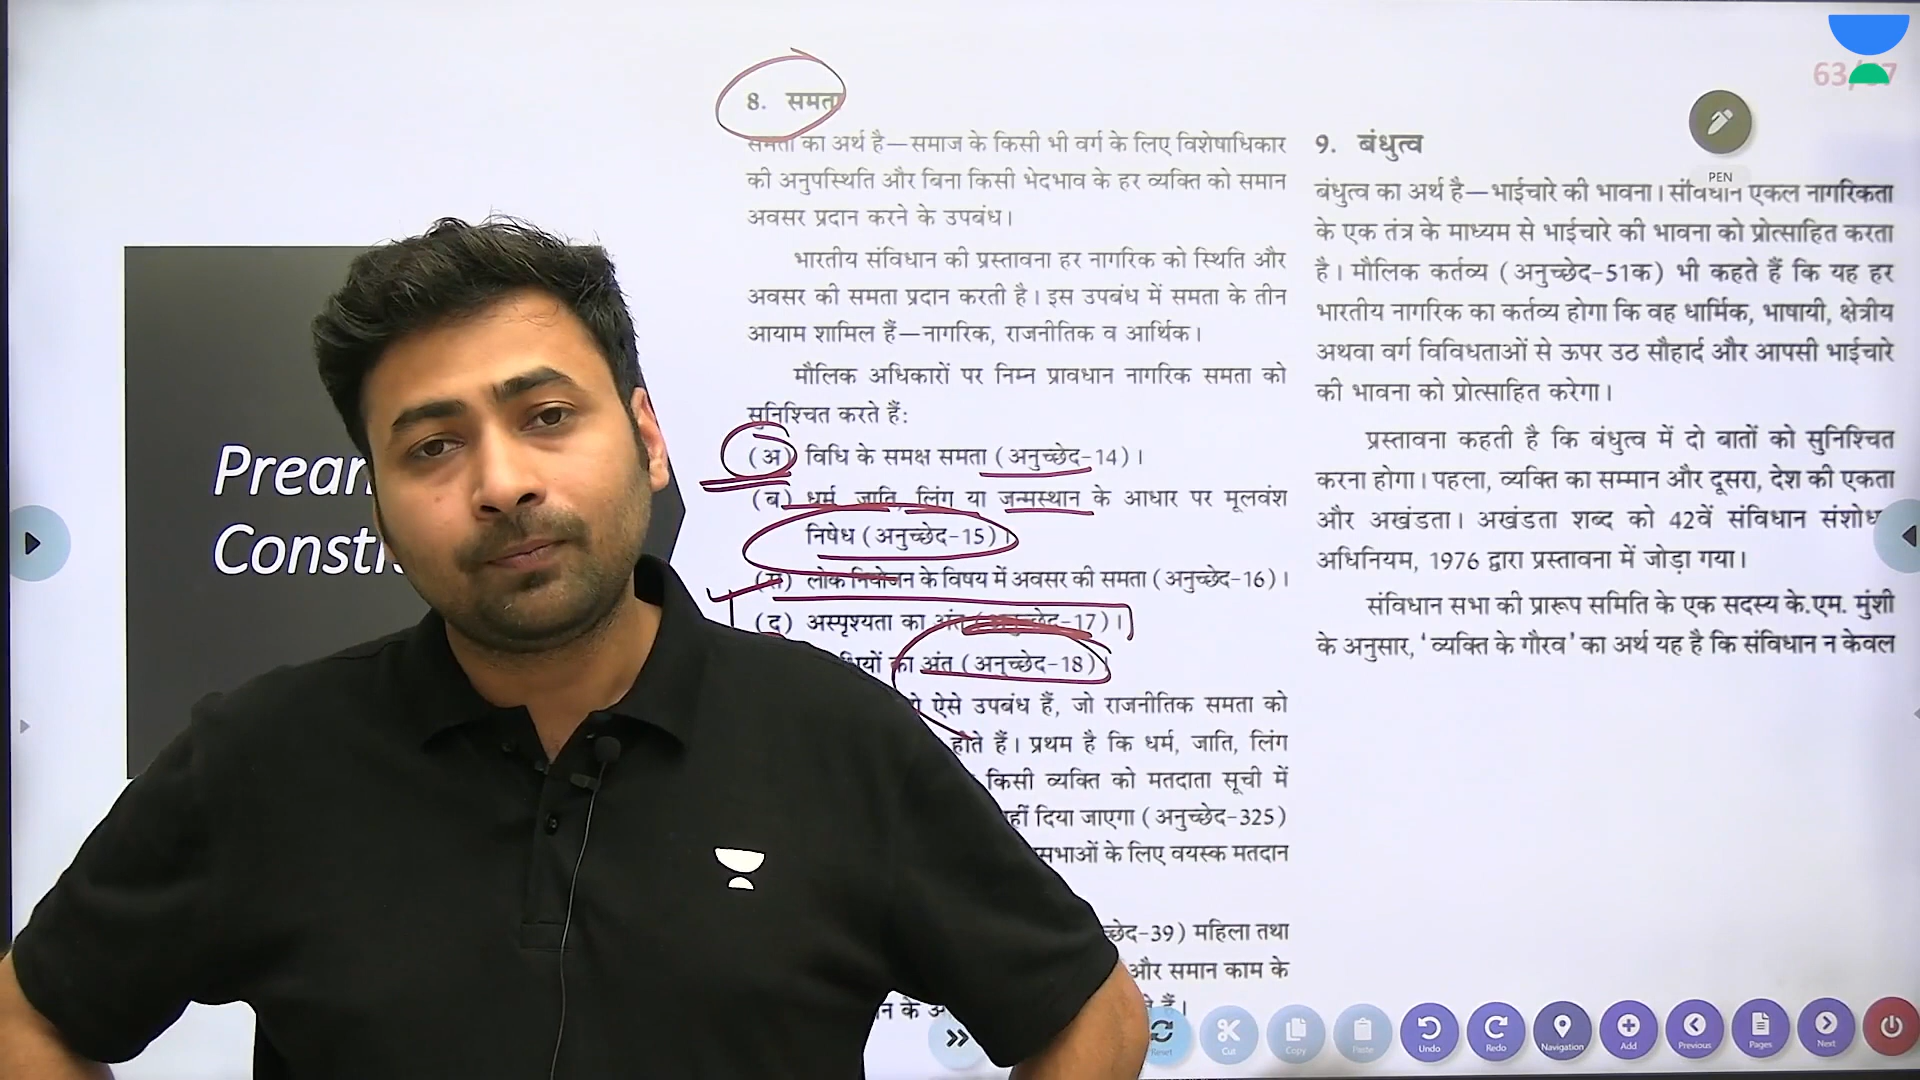 63/
8. समता
समता का अर्थ है—समाज के किसी भी वर्ग के लिए विशेषाधिकार
की अनुपस्थिति और बिना किसी भेदभाव के हर व्यक्ति को समान
अवसर प्रदान करने के उपबंध।
भारतीय संविधान की प्रस्तावना हर नागरिक को स्थिति और
अवसर की समता प्रदान करती है। इस उपबंध में समता के तीन
आयाम शामिल हैं—नागरिक, राजनीतिक व आर्थिक।
मौलिक अधिकारों पर निम्न प्रावधान नागरिक समता को
सुनिश्चित करते हैं:
(अ) विधि के समक्ष समता (अनुच्छेद-14)।
(ब) धर्म, जाति, लिंग या जन्मस्थान के आधार पर मूलवंश
निषेध (अनुच्छेद-15)।
(स) लोक नियोजन के विषय में अवसर की समता (अनुच्छेद-16)।
(द) अस्पृश्यता का अंत (अनुच्छेद-17)।
का अंत (अनुच्छेद-18)।
ऐसे उपबंध हैं, जो राजनीतिक समता को
होते हैं। प्रथम है कि धर्म, जाति, लिंग
किसी व्यक्ति को मतदाता सूची में
दिया जाएगा (अनुच्छेद-325)
के लिए वयस्क मतदान
-39) महिला तथा
और समान काम के
के
हैं।
9. बंधुत्व
बंधुत्व का अर्थ है—भाईचारे की भावना। संविधान एकल नागरिकता
के एक तंत्र के माध्यम से भाईचारे की भावना को प्रोत्साहित करता
है। मौलिक कर्तव्य (अनुच्छेद-51क) भी कहते हैं कि यह हर
भारतीय नागरिक का कर्तव्य होगा कि वह धार्मिक, भाषायी, क्षेत्रीय
अथवा वर्ग विविधताओं से ऊपर उठ सौहार्द और आपसी भाईचारे
की भावना को प्रोत्साहित करेगा।
प्रस्तावना कहती है कि बंधुत्व में दो बातों को सुनिश्चित
करना होगा। पहला, व्यक्ति का सम्मान और दूसरा, देश की एकता
और अखंडता। अखंडता शब्द को 42वें संविधान संशोध
अधिनियम, 1976 द्वारा प्रस्तावना में जोड़ा गया।
संविधान सभा की प्रारूप समिति के एक सदस्य के.एम. मुंशी
के अनुसार, 'व्यक्ति के गौरव' का अर्थ यह है कि संविधान न केवल
PEN
Prea
Consti
Reset
Cut
Copy
Paste
Undo
Redo
Navigation
Add
Previous
Pages
Next